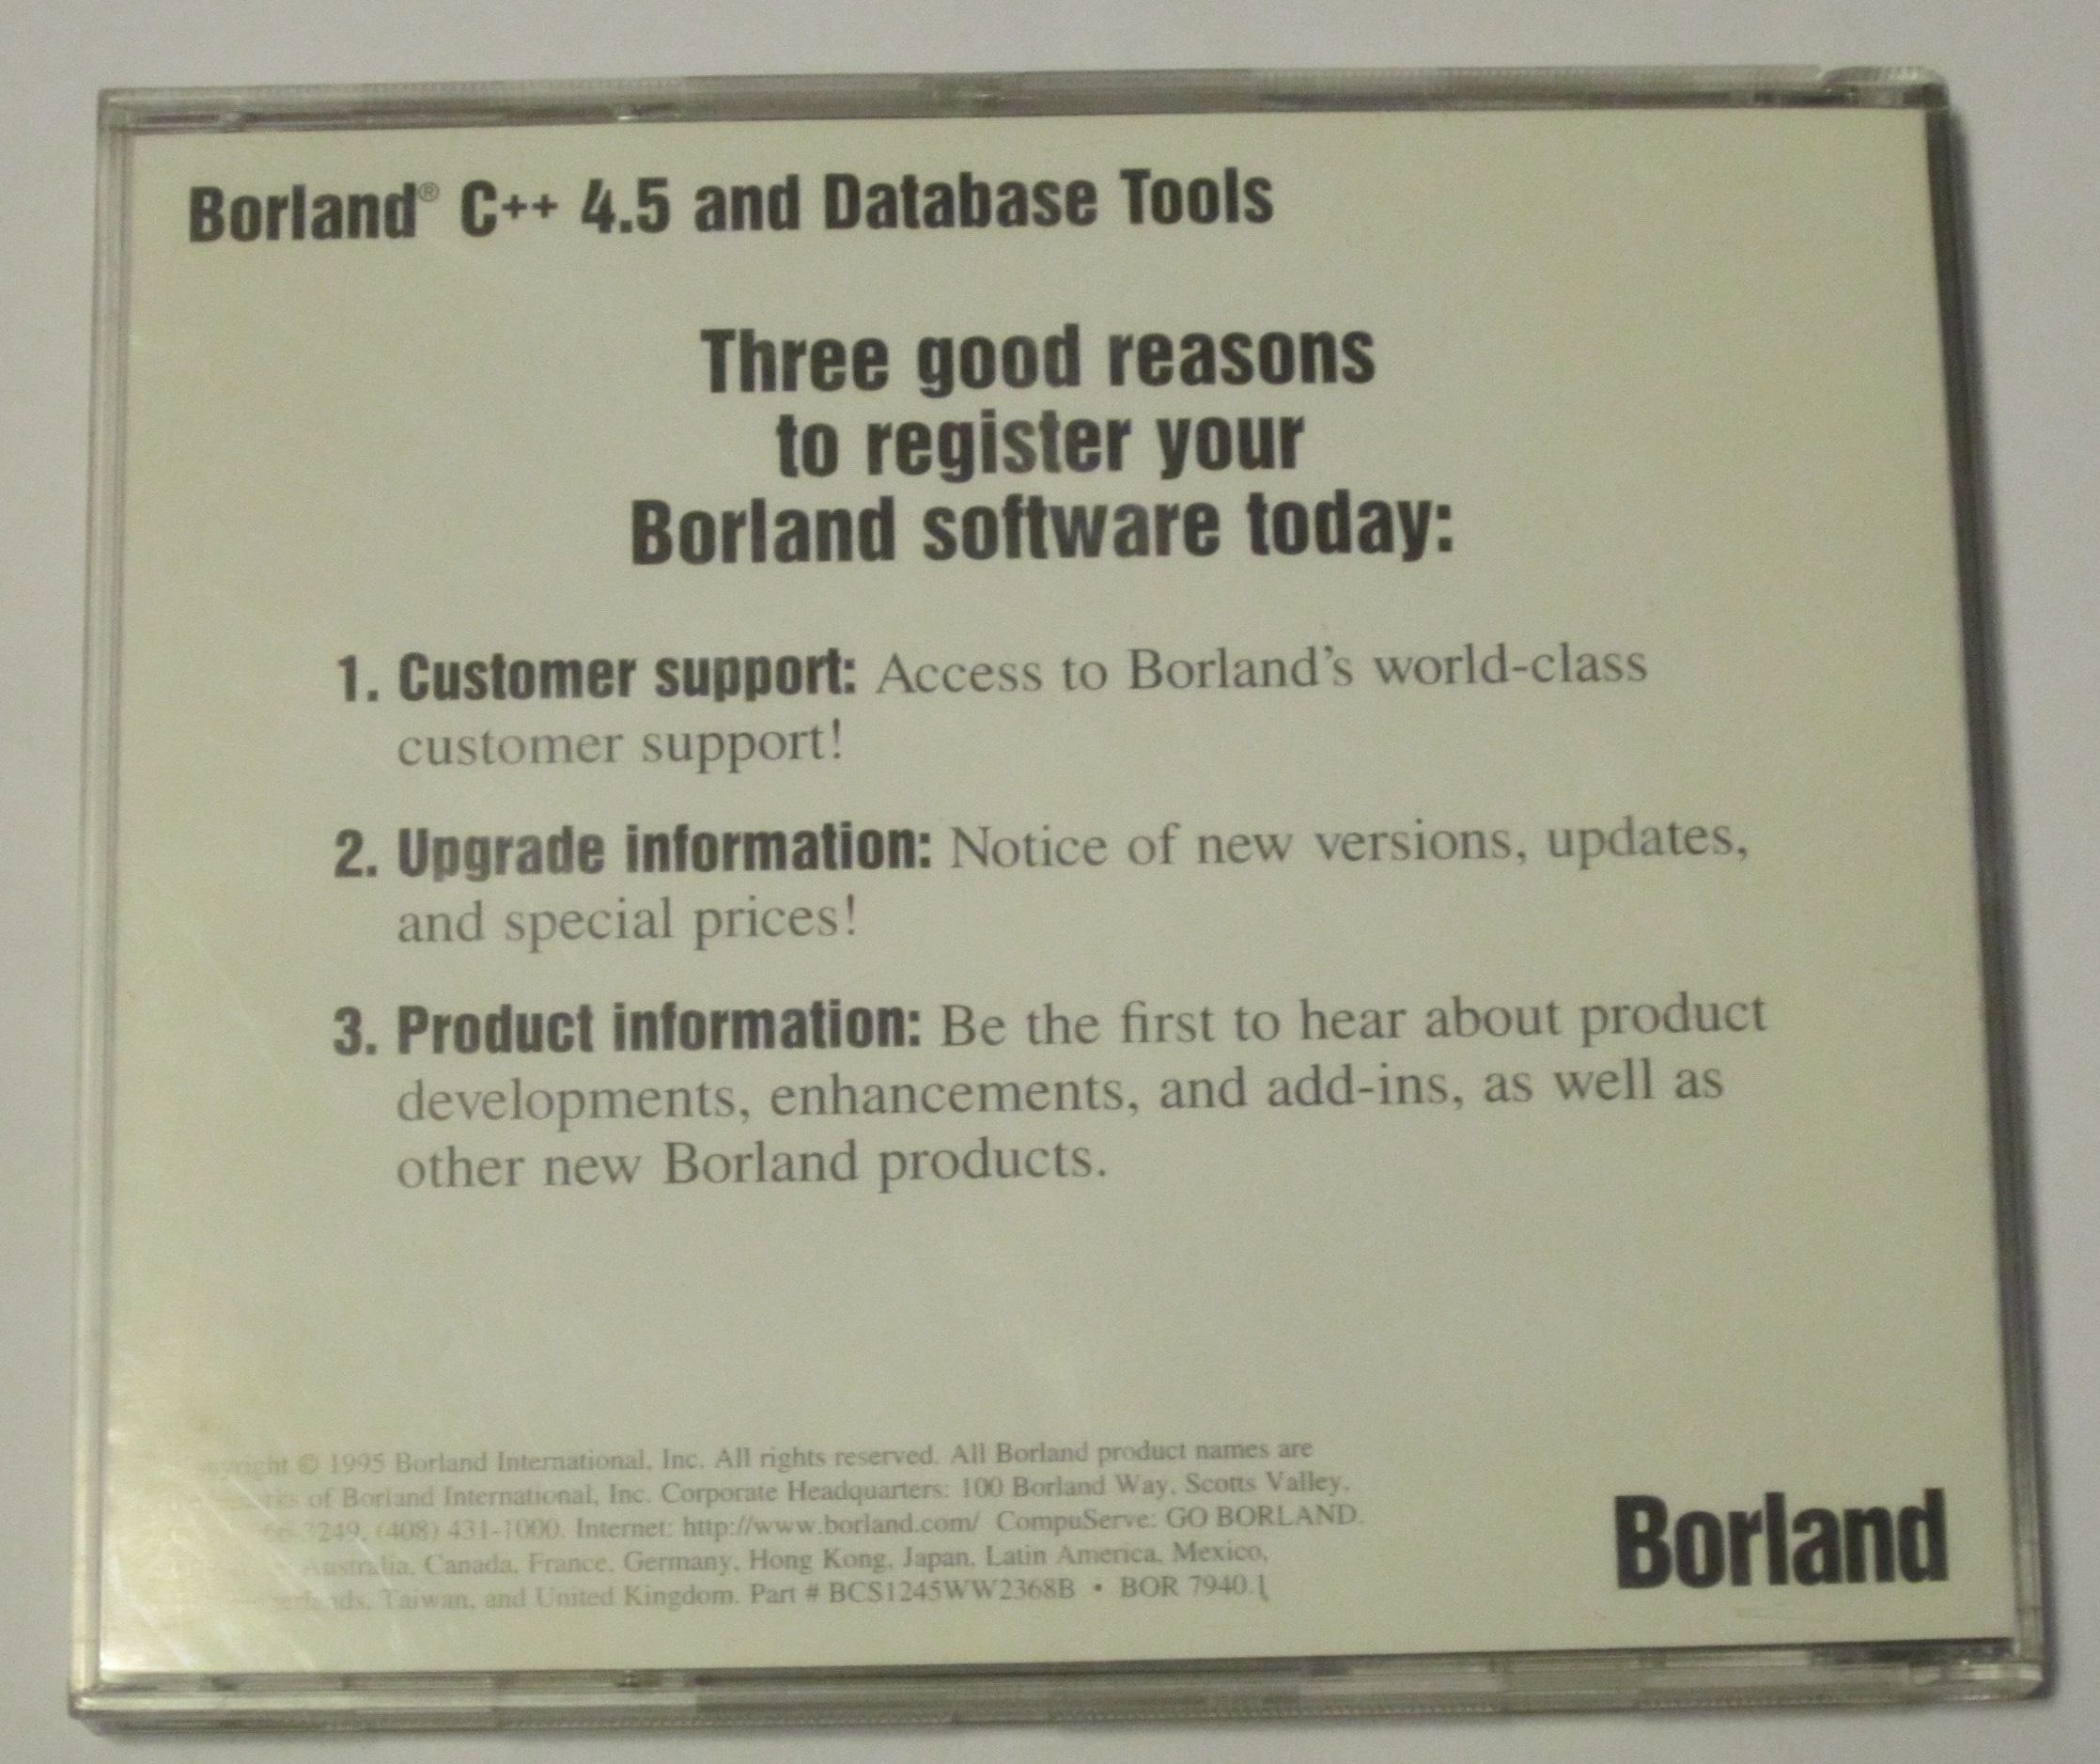 Borland® C++ 4.5 and Database Tools
Three good reasons
to register your
Borland software today:
1. Customer support: Access to Borland's world-class
customer support!
2. Upgrade information: Notice of new versions, updates,
and special prices!
3. Product information: Be the first to hear about product
developments, enhancements, and add-ins, as well as
other new Borland products.
© 1995 Borland International, Inc. All rights reserved. All Borland product names are
of Borland International, Inc. Corporate Headquarters: 100 Borland Way, Scotts Valley,
(408) 431-1000. Internet: http://www.borland.com/ CompuServe: GO BORLAND.
Australia, Canada, France, Germany, Hong Kong, Japan, Latin America, Mexico,
Taiwan, and United Kingdom. Part # BCS1245WW2368B • BOR 7940.1
Borland